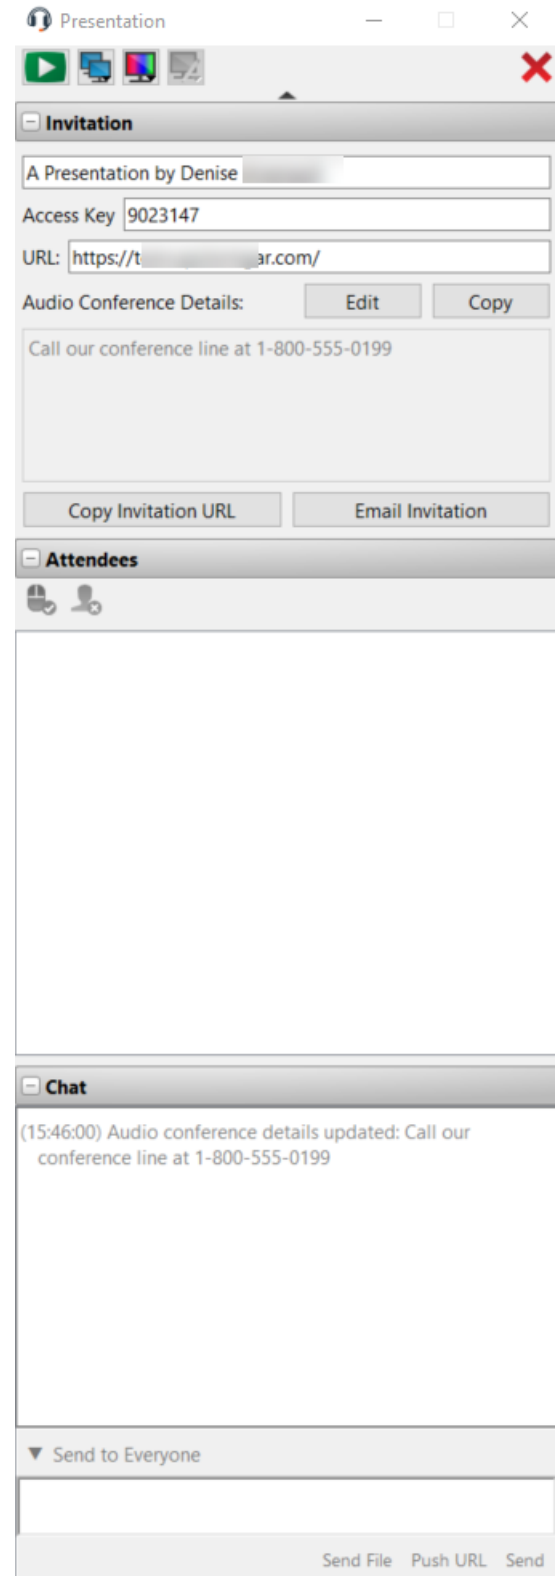 Presentation
Invitation
A Presentation by Denise
Access Key 9023147
URL: https://t ar.com/
Audio Conference Details: Edit Copy
Call our conference line at 1-800-555-0199
Copy Invitation URL Email Invitation
Attendees
Chat
(15:46:00) Audio conference details updated: Call our
conference line at 1-800-555-0199
Send to Everyone
Send File Push URL Send